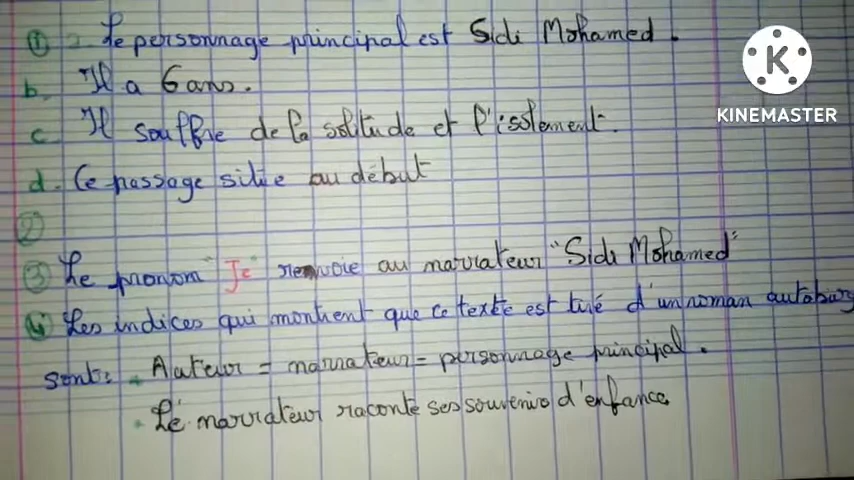 ① - Le personnage principal est Sidi Mohamed.
b. Il a 6 ans.
c. Il souffre de la solitude et l'isolement.
d. Ce passage sitie au début
②
③ Le pronom "Je" renvoie au narrateur "Sidi Mohamed"
④ Les indices qui montrent que ce texte est tiré d'un roman autobiog
sont: . Auteur = narrateur = personnage principal.
. Le narrateur raconte ses souvenirs d'enfance
K
KINEMASTER